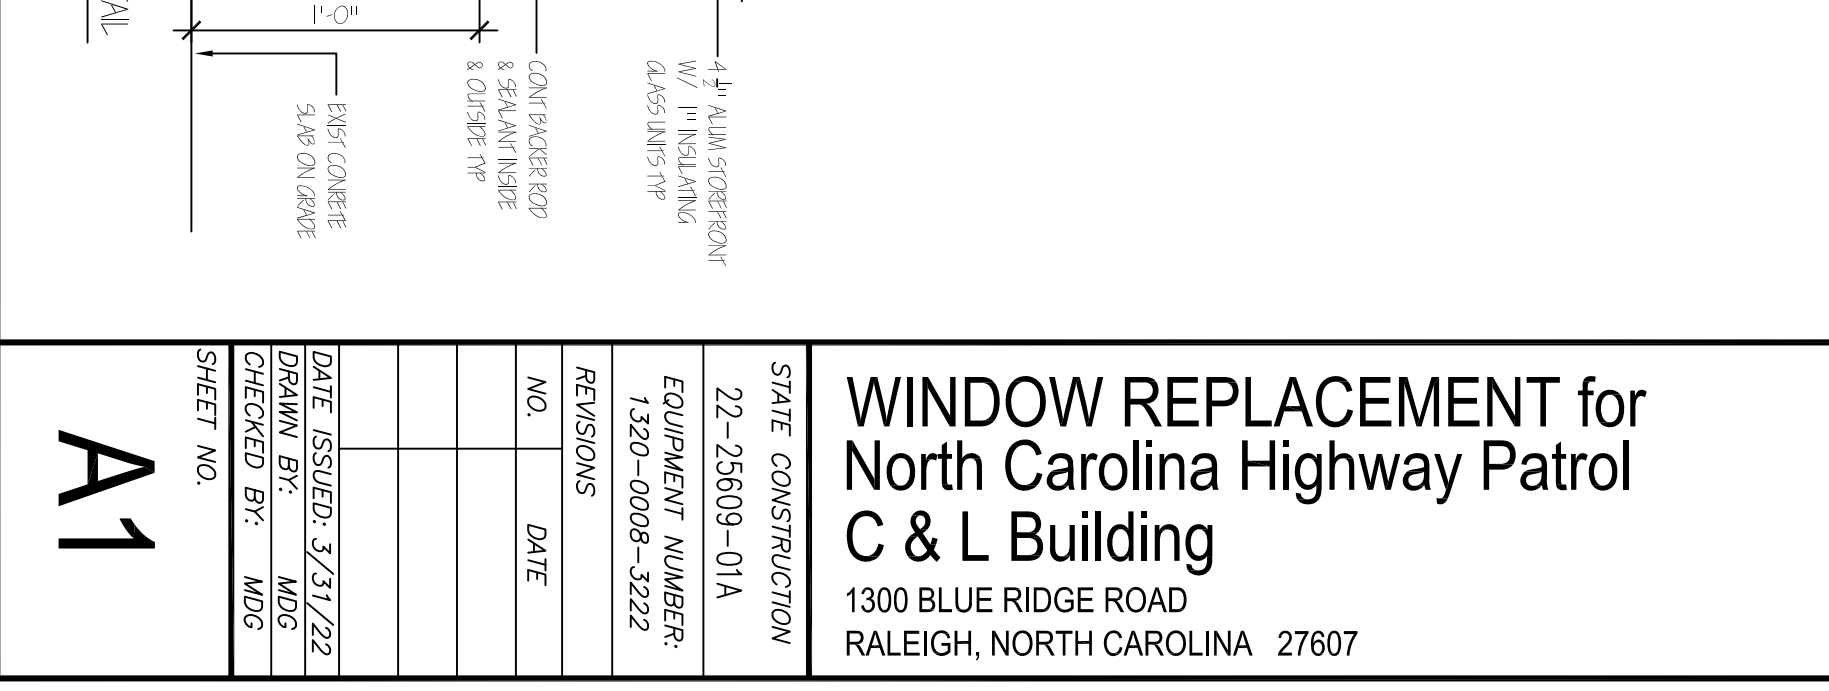 AIL
1'-0"
EXIST CONRETE
SLAB ON GRADE
CONT BACKER ROD
& SEALANT INSIDE
& OUTSIDE TYP
4 1/2" ALUM STOREFRONT
W/ 1" INSULATING
GLASS UNITS TYP
WINDOW REPLACEMENT for
North Carolina Highway Patrol
C & L Building
1300 BLUE RIDGE ROAD
RALEIGH, NORTH CAROLINA 27607
STATE CONSTRUCTION
22-25609-01A
EQUIPMENT NUMBER:
1320-0008-3222
REVISIONS
NO. DATE
DATE ISSUED: 3/31/22
DRAWN BY: MDG
CHECKED BY: MDG
SHEET NO.
A1